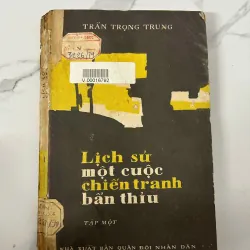 TRẦN TRỌNG TRUNG
V 00016792
Lịch sử
một cuộc
chiến tranh
bẩn thỉu
TẬP MỘT
NHÀ XUẤT BẢN QUÂN ĐỘI NHÂN DÂN